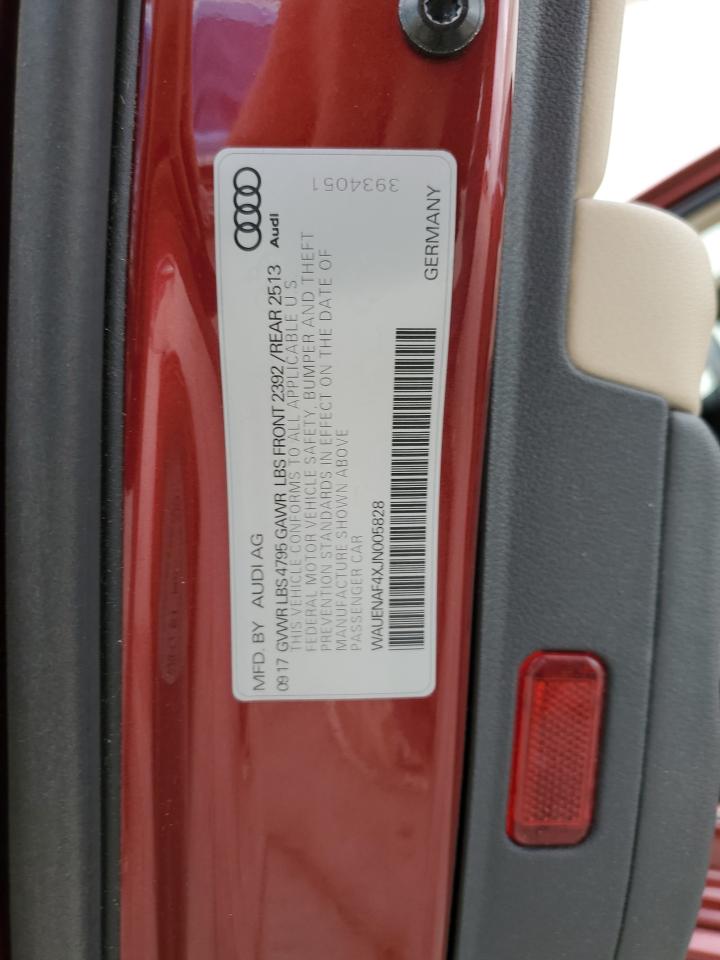 Audi
MFD. BY AUDI AG
0917 GVWR LBS 4795 GAWR LBS FRONT 2392 /REAR 2513
THIS VEHICLE CONFORMS TO ALL APPLICABLE U S
FEDERAL MOTOR VEHICLE SAFETY, BUMPER AND THEFT
PREVENTION STANDARDS IN EFFECT ON THE DATE OF
MANUFACTURE SHOWN ABOVE
PASSENGER CAR
WAUENAF4XJN005828
GERMANY
3934051